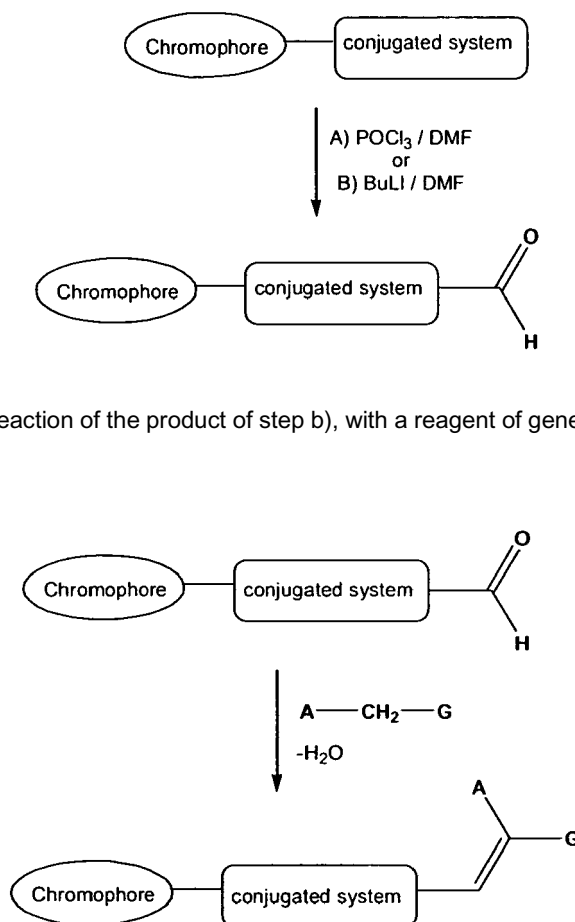 Chromophore conjugated system
A) POCl3 / DMF
or
B) BuLI / DMF
O
Chromophore conjugated system
H
eaction of the product of step b), with a reagent of gene
O
Chromophore conjugated system
H
A CH2 G
-H2O
A
G
Chromophore conjugated system